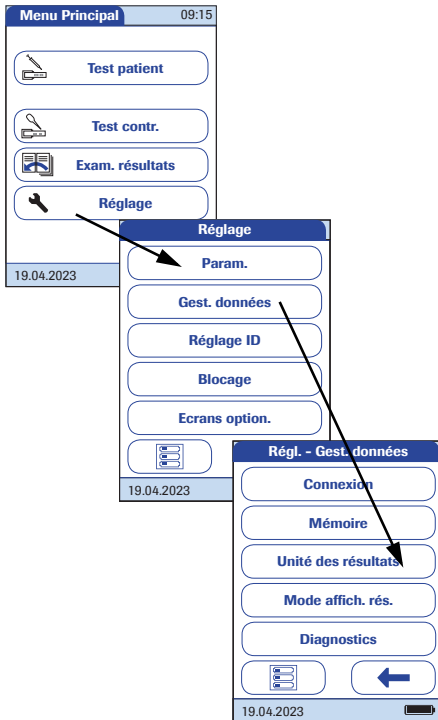 Menu Principal 09:15
Test patient
Test contr.
Exam. résultats
Réglage
19.04.2023
Réglage
Param.
Gest. données
Réglage ID
Blocage
Ecrans option.
19.04.2023
Régl. - Gest. données
Connexion
Mémoire
Unité des résultats
Mode affich. rés.
Diagnostics
19.04.2023